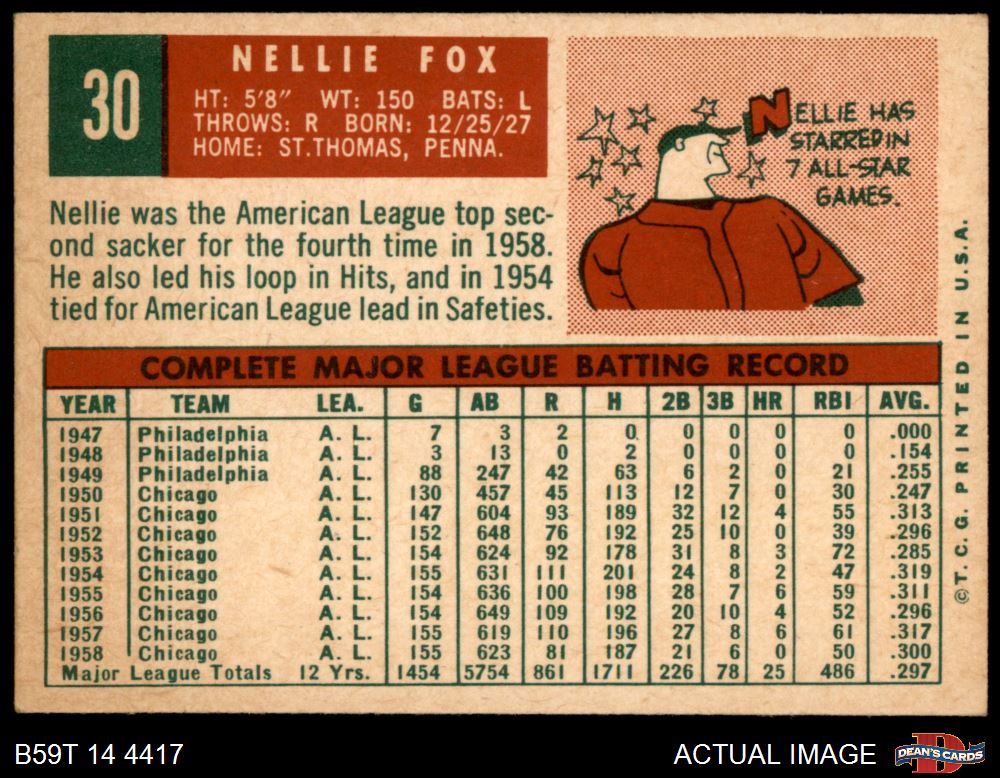 30
NELLIE FOX
HT: 5'8" WT: 150 BATS: L
THROWS: R BORN: 12/25/27
HOME: ST. THOMAS, PENNA.
NELLIE HAS
STARRED IN
7 ALL-STAR
GAMES.
Nellie was the American League top sec-
ond sacker for the fourth time in 1958.
He also led his loop in Hits, and in 1954
tied for American League lead in Safeties.
COMPLETE MAJOR LEAGUE BATTING RECORD
YEAR TEAM LEA. G AB R H 2B 3B HR RBI AVG.
1947 Philadelphia A. L. 7 3 2 0 0 0 0 0 .000
1948 Philadelphia A. L. 3 13 0 2 0 0 0 0 .154
1949 Philadelphia A. L. 88 247 42 63 6 2 0 21 .255
1950 Chicago A. L. 130 457 45 113 12 7 0 30 .247
1951 Chicago A. L. 147 604 93 189 32 12 4 55 .313
1952 Chicago A. L. 152 648 76 192 25 10 0 39 .296
1953 Chicago A. L. 154 624 92 178 31 8 3 72 .285
1954 Chicago A. L. 155 631 111 201 24 8 2 47 .319
1955 Chicago A. L. 154 636 100 198 28 7 6 59 .311
1956 Chicago A. L. 154 649 109 192 20 10 4 52 .296
1957 Chicago A. L. 155 619 110 196 27 8 6 61 .317
1958 Chicago A. L. 155 623 81 187 21 6 0 50 .300
Major League Totals 12 Yrs. 1454 5754 861 1711 226 78 25 486 .297
©T. C. G. PRINTED IN U.S.A.
B59T 14 4417
ACTUAL IMAGE
DEAN'S CARDS